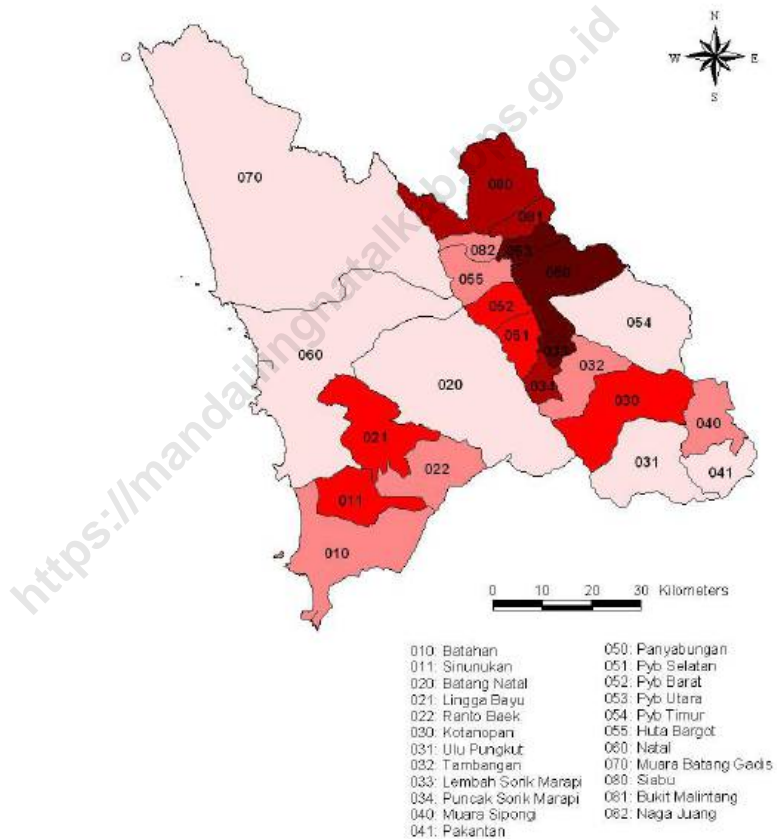 N
W E
S
https://mandailingnatalkab.bps.go.id
070
080
081
082
053
050
055
052
051
054
033
032
034
060
020
030
040
021
022
031
041
011
010
0 10 20 30 Kilometers
010: Batahan
011: Sinunukan
020: Batang Natal
021: Lingga Bayu
022: Ranto Baek
030: Kotanopan
031: Ulu Pungkut
032: Tambangan
033: Lembah Sorik Marapi
034: Puncak Sorik Marapi
040: Muara Sipongi
041: Pakantan
050: Panyabungan
051: Pyb Selatan
052: Pyb Barat
053: Pyb Utara
054: Pyb Timur
055: Huta Bargot
060: Natal
070: Muara Batang Gadis
080: Siabu
081: Bukit Malintang
082: Naga Juang